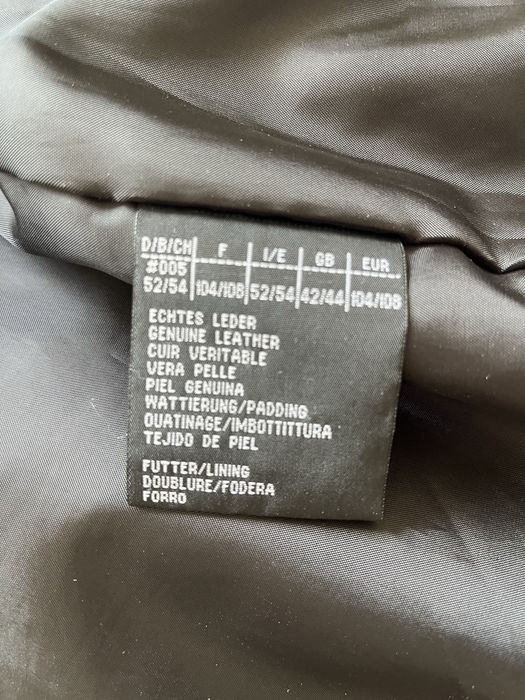 D/B/CH F I/E GB EUR
#005
52/54 104/108 52/54 42/44 104/108
ECHTES LEDER
GENUINE LEATHER
CUIR VERITABLE
VERA PELLE
PIEL GENUINA
WATTIERUNG/PADDING
OUATINAGE/IMBOTTITTURA
TEJIDO DE PIEL
FUTTER/LINING
DOUBLURE/FODERA
FORRO